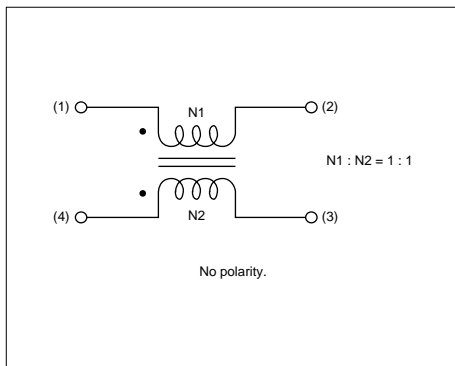 (1)
N1
(2)
N1 : N2 = 1 : 1
(4)
N2
(3)
No polarity.